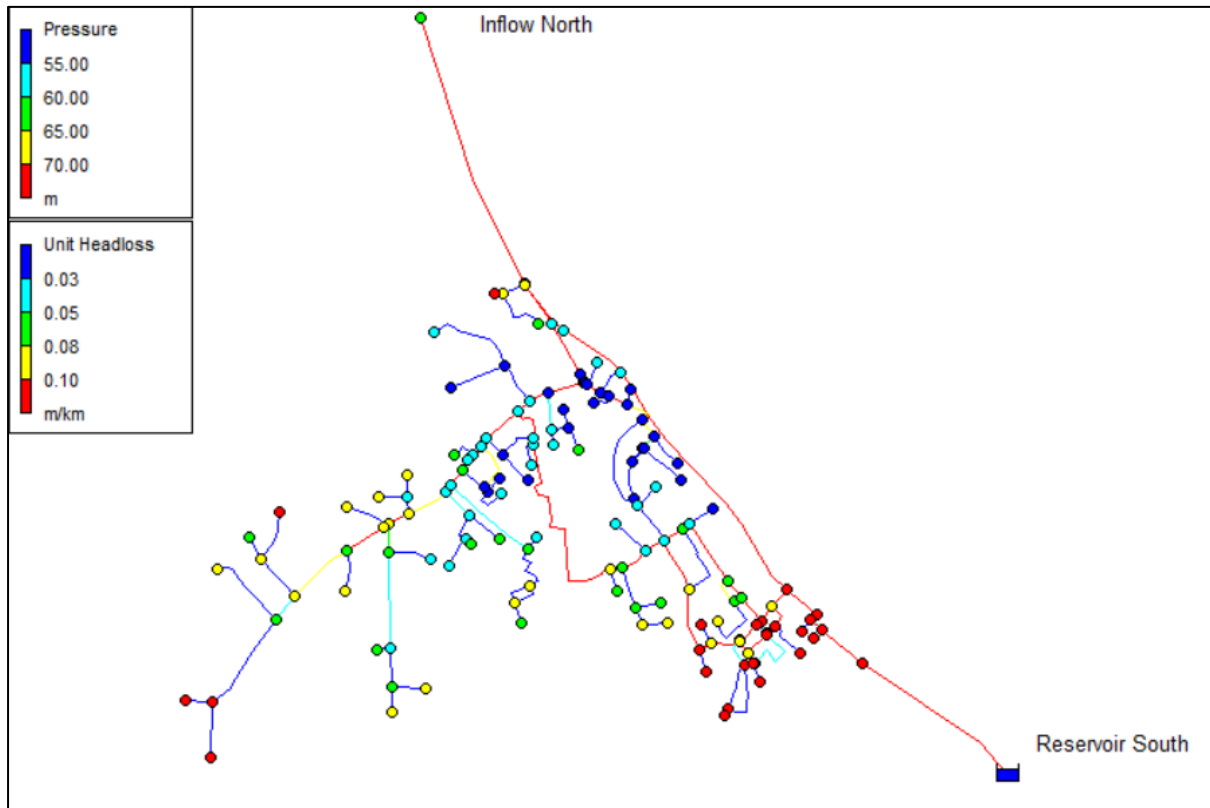 Pressure
55.00
60.00
65.00
70.00
m
Unit Headloss
0.03
0.05
0.08
0.10
m/km
Inflow North
Reservoir South